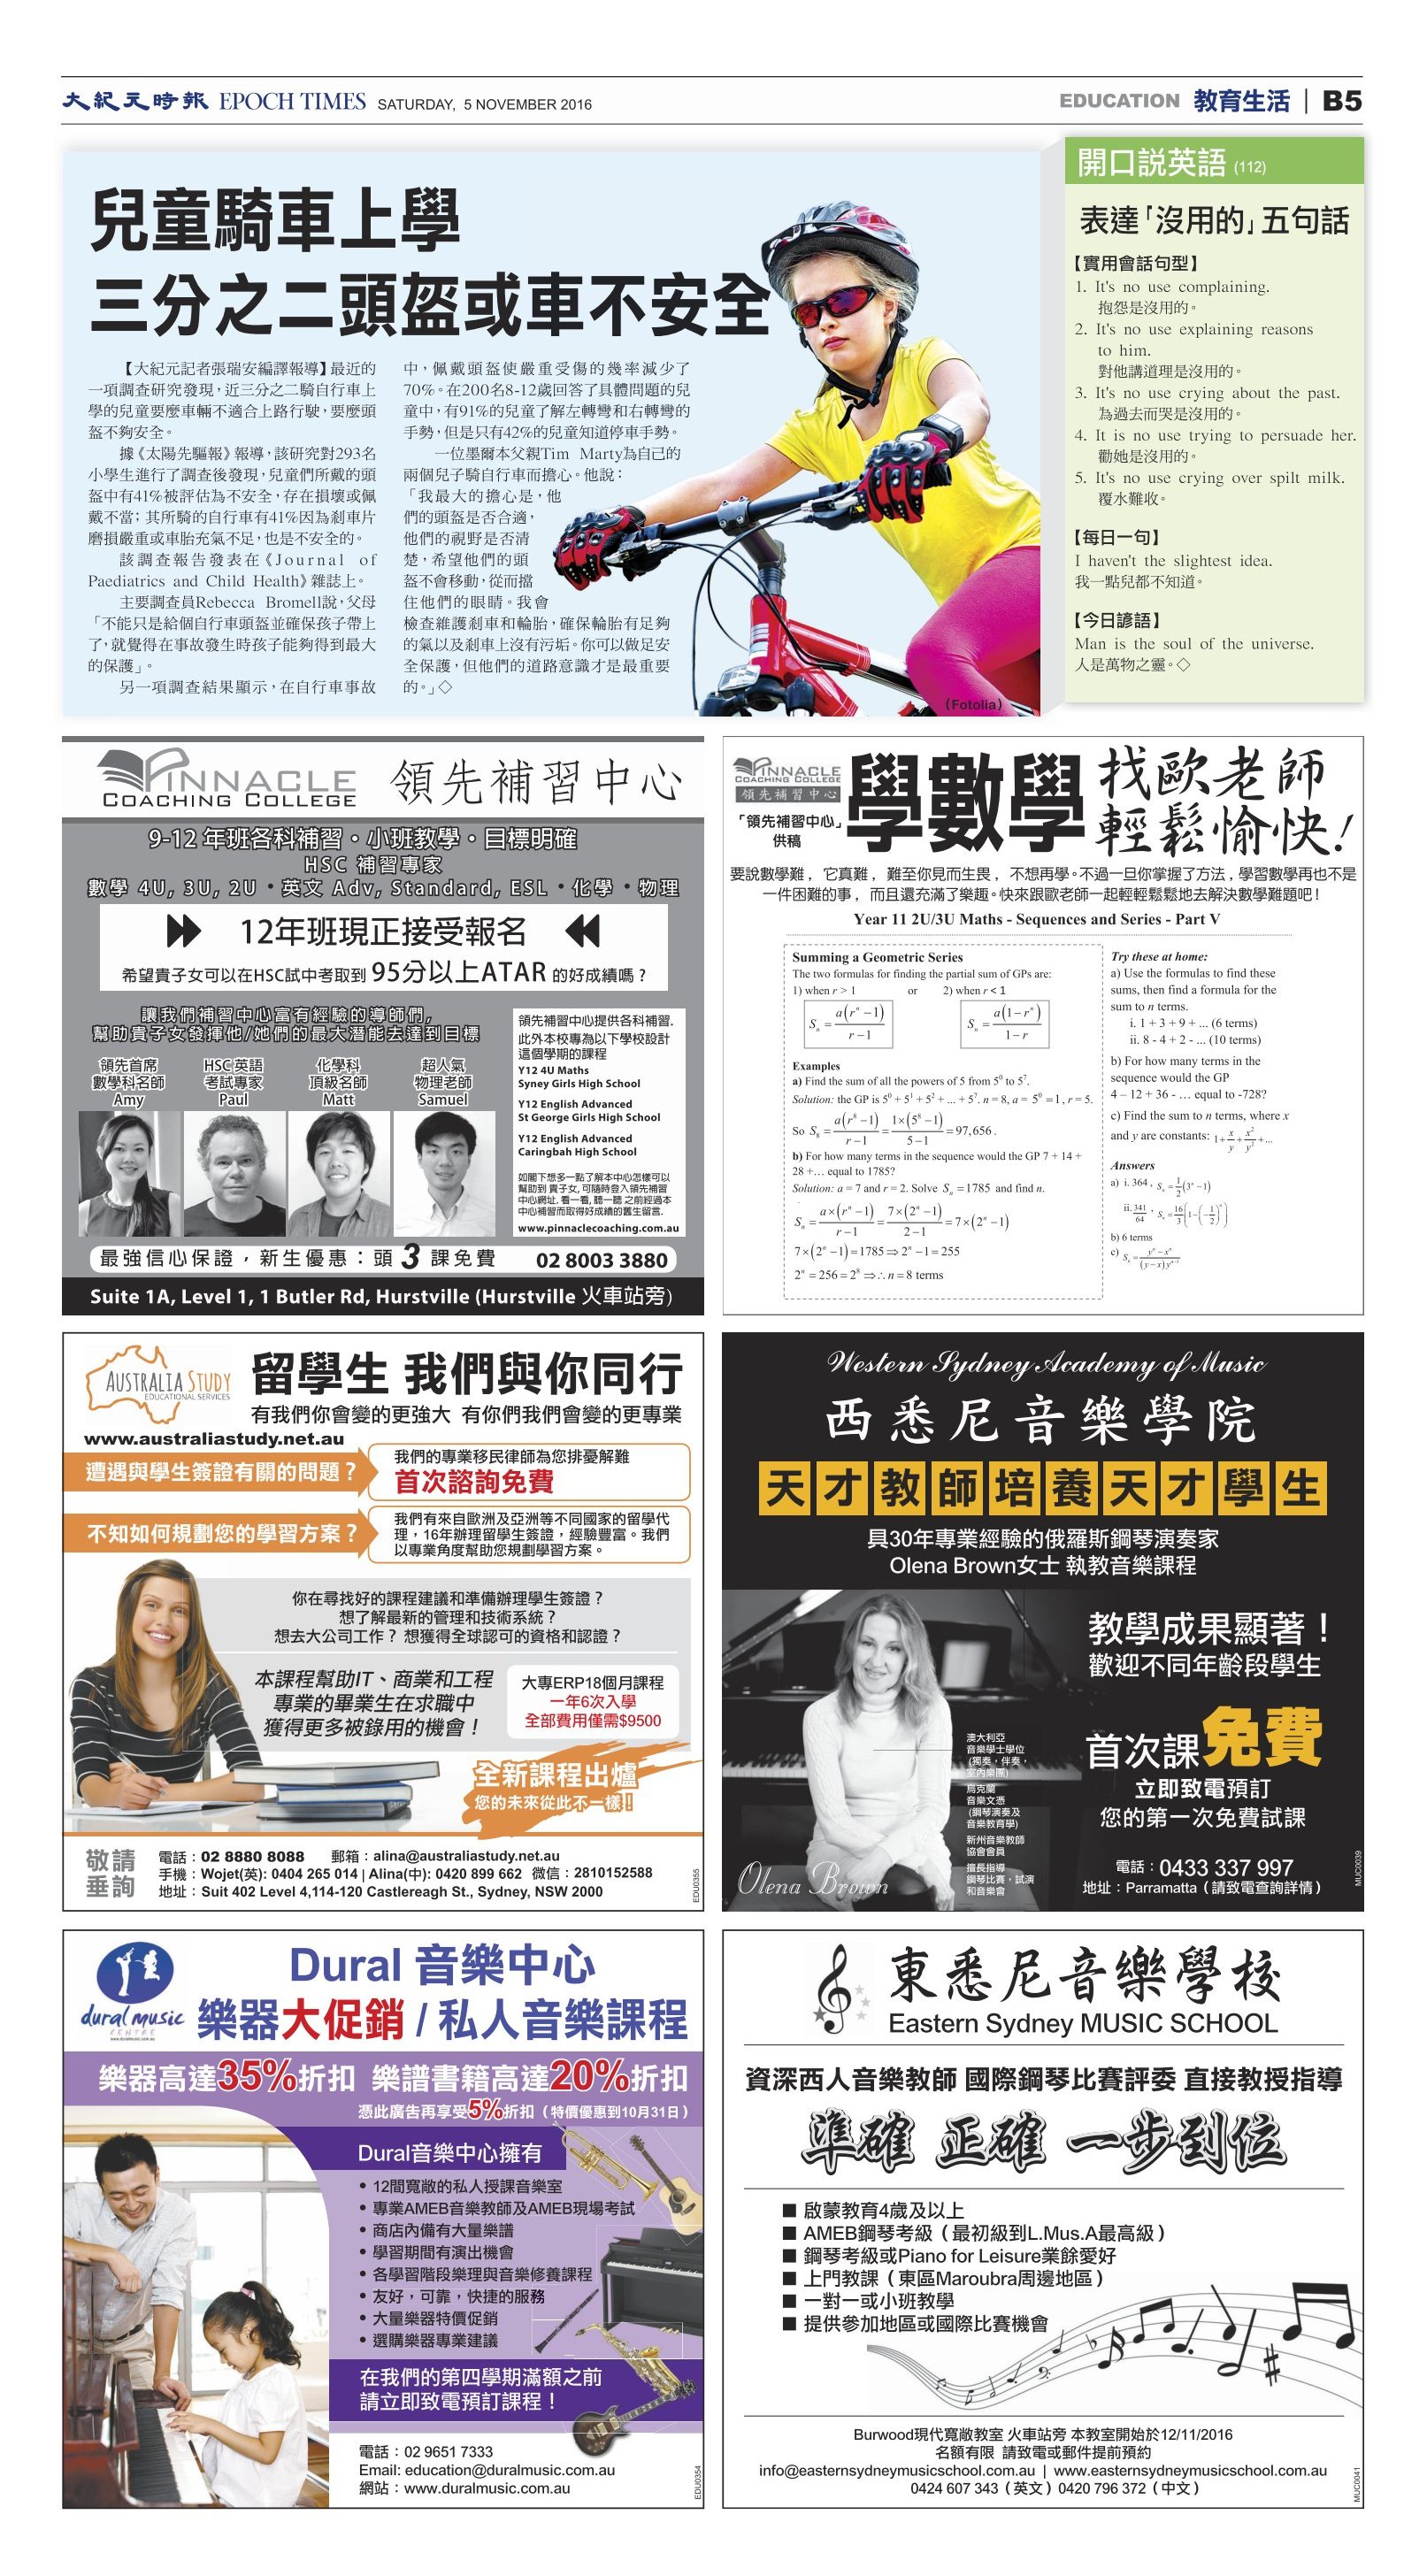 大紀元時報 EPOCH TIMES SATURDAY, 5 NOVEMBER 2016
EDUCATION 教育生活 | B5
兒童騎車上學
三分之二頭盔或車不安全
【大紀元記者張瑞安編譯報導】最近的
一項調查研究發現，近三分之二騎自行車上
學的兒童要麼車輛不適合上路行駛，要麼頭
盔不夠安全。
據《太陽先驅報》報導，該研究對293名
小學生進行了調查後發現，兒童們所戴的頭
盔中有41%被評估為不安全，存在損壞或佩
戴不當；其所騎的自行車有41%因為剎車片
磨損嚴重或車胎充氣不足，也是不安全的。
該調查報告發表在《Journal of
Paediatrics and Child Health》雜誌上。
主要調查員Rebecca Bromell說，父母
「不能只是給個自行車頭盔並確保孩子帶上
了，就覺得在事故發生時孩子能夠得到最大
的保護」。
另一項調查結果顯示，在自行車事故
中，佩戴頭盔使嚴重受傷的幾率減少了
70%。在200名8-12歲回答了具體問題的兒
童中，有91%的兒童了解左轉彎和右轉彎的
手勢，但是只有42%的兒童知道停車手勢。
一位墨爾本父親Tim Marty為自己的
兩個兒子騎自行車而擔心。他說：
「我最大的擔心是，他
們的頭盔是否合適，
他們的視野是否清
楚，希望他們的頭
盔不會移動，從而擋
住他們的眼睛。我會
檢查維護剎車和輪胎，確保輪胎有足夠
的氣以及剎車上沒有污垢。你可以做足安
全保護，但他們的道路意識才是最重要
的。」◇
(Fotolia)
開口説英語 (112)
表達「沒用的」五句話
【實用會話句型】
1. It's no use complaining.
抱怨是沒用的。
2. It's no use explaining reasons
to him.
對他講道理是沒用的。
3. It's no use crying about the past.
為過去而哭是沒用的。
4. It is no use trying to persuade her.
勸她是沒用的。
5. It's no use crying over spilt milk.
覆水難收。
【每日一句】
I haven't the slightest idea.
我一點兒都不知道。
【今日諺語】
Man is the soul of the universe.
人是萬物之靈。◇
PINNACLE
COACHING COLLEGE
領先補習中心
9-12 年班各科補習・小班教學・目標明確
HSC 補習專家
數學 4U, 3U, 2U・英文 Adv, Standard, ESL・化學・物理
12年班現正接受報名
希望貴子女可以在HSC試中考取到 95分以上ATAR 的好成績嗎？
讓我們補習中心富有經驗的導師們，
幫助貴子女發揮他/她們的最大潛能去達到目標
領先首席
數學科名師
Amy
HSC 英語
考試專家
Paul
化學科
頂級名師
Matt
超人氣
物理老師
Samuel
領先補習中心提供各科補習.
此外本校專為以下學校設計
這個學期的課程
Y12 4U Maths
Syney Girls High School
Y12 English Advanced
St George Girls High School
Y12 English Advanced
Caringbah High School
如閣下想多一點了解本中心怎樣可以
幫助到 貴子女, 可隨時登入領先補習
中心網址. 看一看, 聽一聽 之前經過本
中心補習而取得好成績的舊生留言.
www.pinnaclecoaching.com.au
最強信心保證，新生優惠：頭 3 課免費 02 8003 3880
Suite 1A, Level 1, 1 Butler Rd, Hurstville (Hurstville 火車站旁)
PINNACLE
COACHING COLLEGE
領先補習中心
「領先補習中心」
供稿
學數學 找歐老師
輕鬆愉快！
要說數學難，它真難，難至你見而生畏，不想再學。不過一旦你掌握了方法，學習數學再也不是
一件困難的事，而且還充滿了樂趣。快來跟歐老師一起輕輕鬆鬆地去解決數學難題吧！
Year 11 2U/3U Maths - Sequences and Series - Part V
Summing a Geometric Series
The two formulas for finding the partial sum of GPs are:
1) when r > 1 or 2) when r < 1
Sₙ = a(rⁿ −1)/(r−1) Sₙ = a(1−rⁿ)/(1−r)
Examples
a) Find the sum of all the powers of 5 from 5⁰ to 5⁷.
Solution: the GP is 5⁰ + 5¹ + 5² + ... + 5⁷. n = 8, a = 5⁰ = 1, r = 5.
So S₈ = a(r⁸ −1)/(r−1) = 1×(5⁸ −1)/(5−1) = 97,656.
b) For how many terms in the sequence would the GP 7 + 14 +
28 +… equal to 1785?
Solution: a = 7 and r = 2. Solve Sₙ = 1785 and find n.
Sₙ = a×(rⁿ −1)/(r−1) = 7×(2ⁿ −1)/(2−1) = 7×(2ⁿ −1)
7×(2ⁿ −1) = 1785 ⇒ 2ⁿ −1 = 255
2ⁿ = 256 = 2⁸ ⇒ ∴ n = 8 terms
Try these at home:
a) Use the formulas to find these
sums, then find a formula for the
sum to n terms.
i. 1 + 3 + 9 + ... (6 terms)
ii. 8 - 4 + 2 - ... (10 terms)
b) For how many terms in the
sequence would the GP
4 – 12 + 36 - … equal to -728?
c) Find the sum to n terms, where x
and y are constants: 1 + x/y + x²/y² + ...
Answers
a) i. 364, Sₙ = 1/2(3ⁿ −1)
ii. 341/64, Sₙ = 16/3(1−(−1/2)ⁿ)
b) 6 terms
c) Sₙ = (yⁿ − xⁿ)/((y−x)yⁿ⁻¹)
AUSTRALIA STUDY
EDUCATIONAL SERVICES
www.australiastudy.net.au
留學生 我們與你同行
有我們你會變的更強大 有你們我們會變的更專業
遭遇與學生簽證有關的問題？
我們的專業移民律師為您排憂解難
首次諮詢免費
不知如何規劃您的學習方案？
我們有來自歐洲及亞洲等不同國家的留學代
理，16年辦理留學生簽證，經驗豐富。我們
以專業角度幫助您規劃學習方案。
你在尋找好的課程建議和準備辦理學生簽證？
想了解最新的管理和技術系統？
想去大公司工作？ 想獲得全球認可的資格和認證？
本課程幫助IT、商業和工程
專業的畢業生在求職中
獲得更多被錄用的機會！
大專ERP18個月課程
一年6次入學
全部費用僅需$9500
全新課程出爐
您的未來從此不一樣！
敬請
垂詢
電話：02 8880 8088 郵箱：alina@australiastudy.net.au
手機：Wojet(英): 0404 265 014 | Alina(中): 0420 899 662 微信：2810152588
地址：Suit 402 Level 4,114-120 Castlereagh St., Sydney, NSW 2000
EDU0355
Western Sydney Academy of Music
西悉尼音樂學院
天才教師培養天才學生
具30年專業經驗的俄羅斯鋼琴演奏家
Olena Brown女士 執教音樂課程
教學成果顯著！
歡迎不同年齡段學生
首次課免費
立即致電預訂
您的第一次免費試課
澳大利亞
音樂學士學位
(獨奏，伴奏，
室內樂團)
烏克蘭
音樂文憑
(鋼琴演奏及
音樂教育學)
新州音樂教師
協會會員
擅長指導
鋼琴比賽，試演
和音樂會
Olena Brown
電話：0433 337 997
地址：Parramatta（請致電查詢詳情）
MUC0039
dural music
CENTRE
www.duralmusic.com.au
Dural 音樂中心
樂器大促銷 / 私人音樂課程
樂器高達35%折扣 樂譜書籍高達20%折扣
憑此廣告再享受5%折扣（特價優惠到10月31日）
Dural音樂中心擁有
• 12間寬敞的私人授課音樂室
• 專業AMEB音樂教師及AMEB現場考試
• 商店內備有大量樂譜
• 學習期間有演出機會
• 各學習階段樂理與音樂修養課程
• 友好，可靠，快捷的服務
• 大量樂器特價促銷
• 選購樂器專業建議
在我們的第四學期滿額之前
請立即致電預訂課程！
電話：02 9651 7333
Email: education@duralmusic.com.au
網站：www.duralmusic.com.au
EDU0354
東悉尼音樂學校
Eastern Sydney MUSIC SCHOOL
資深西人音樂教師 國際鋼琴比賽評委 直接教授指導
準確 正確 一步到位
■ 啟蒙教育4歲及以上
■ AMEB鋼琴考級（最初級到L.Mus.A最高級）
■ 鋼琴考級或Piano for Leisure業餘愛好
■ 上門教課（東區Maroubra周邊地區）
■ 一對一或小班教學
■ 提供參加地區或國際比賽機會
Burwood現代寬敞教室 火車站旁 本教室開始於12/11/2016
名額有限 請致電或郵件提前預約
info@easternsydneymusicschool.com.au | www.easternsydneymusicschool.com.au
0424 607 343（英文）0420 796 372（中文）
MUC0041